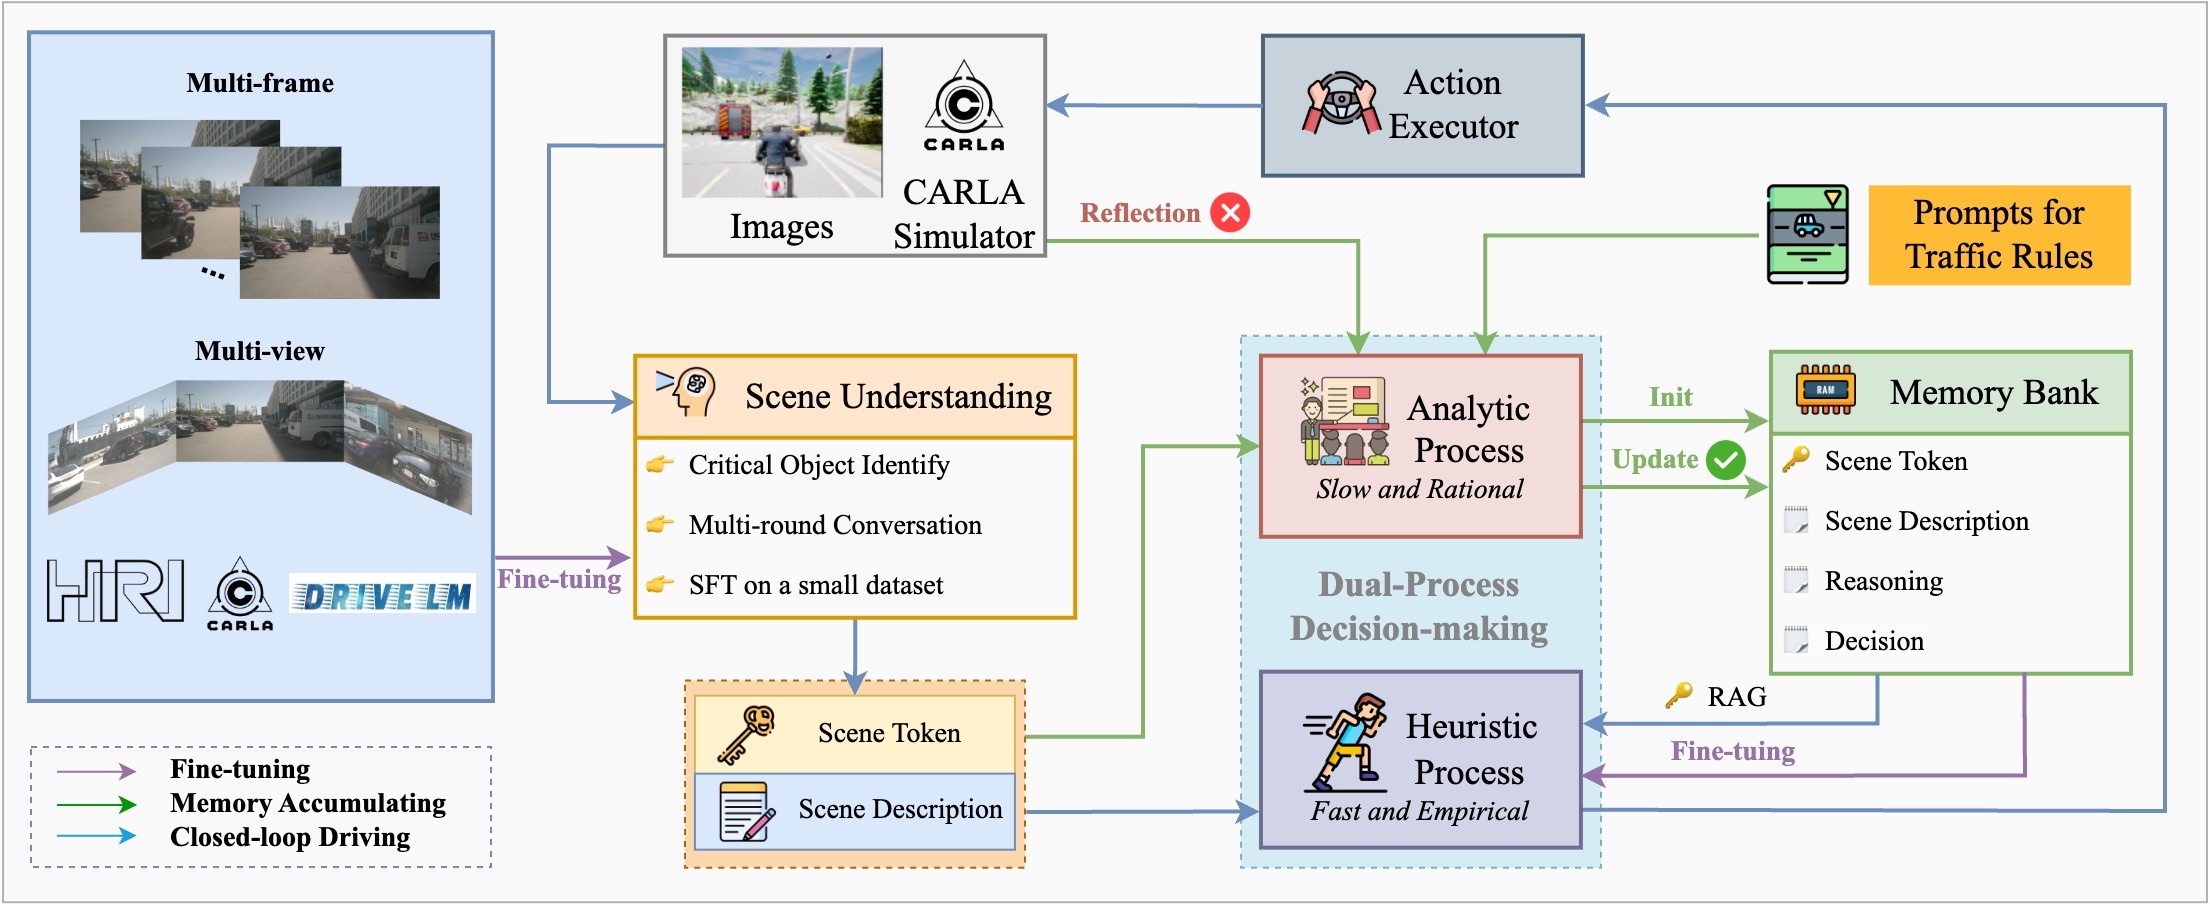 Multi-frame
...
Multi-view
HRI
CARLA
DRIVE LM
Fine-tuning
Memory Accumulating
Closed-loop Driving
Fine-tuing
Images
CARLA
CARLA
Simulator
Action
Executor
Reflection
Prompts for
Traffic Rules
Scene Understanding
Critical Object Identify
Multi-round Conversation
SFT on a small dataset
Scene Token
Scene Description
Analytic
Process
Slow and Rational
Dual-Process
Decision-making
Heuristic
Process
Fast and Empirical
Init
Update
RAM
Memory Bank
Scene Token
Scene Description
Reasoning
Decision
RAG
Fine-tuing